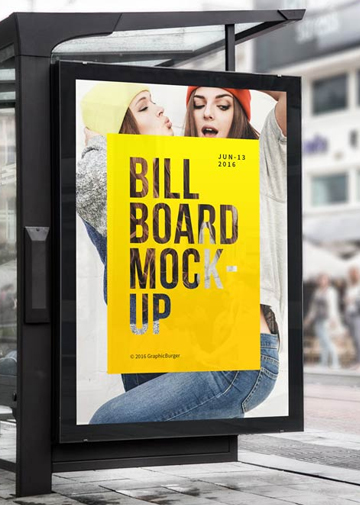 JUN-13
2016
BILL
BOARD
MOCK-
UP
© 2016 GraphicBurger